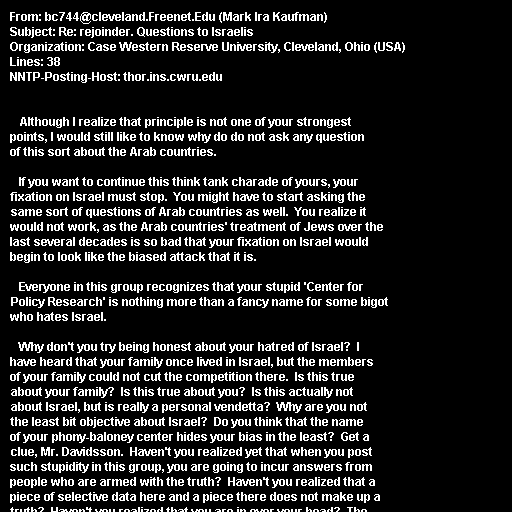 From: bc744@cleveland.Freenet.Edu (Mark Ira Kaufman)
Subject: Re: rejoinder. Questions to Israelis
Organization: Case Western Reserve University, Cleveland, Ohio (USA)
Lines: 38
NNTP-Posting-Host: thor.ins.cwru.edu
Although I realize that principle is not one of your strongest
points, I would still like to know why do do not ask any question
of this sort about the Arab countries.
If you want to continue this think tank charade of yours, your
fixation on Israel must stop.  You might have to start asking the
same sort of questions of Arab countries as well.  You realize it
would not work, as the Arab countries' treatment of Jews over the
last several decades is so bad that your fixation on Israel would
begin to look like the biased attack that it is.
Everyone in this group recognizes that your stupid 'Center for
Policy Research' is nothing more than a fancy name for some bigot
who hates Israel.
Why don't you try being honest about your hatred of Israel?  I
have heard that your family once lived in Israel, but the members
of your family could not cut the competition there.  Is this true
about your family?  Is this true about you?  Is this actually not
about Israel, but is really a personal vendetta?  Why are you not
the least bit objective about Israel?  Do you think that the name
of your phony-baloney center hides your bias in the least?  Get a
clue, Mr. Davidsson.  Haven't you realized yet that when you post
such stupidity in this group, you are going to incur answers from
people who are armed with the truth?  Haven't you realized that a
piece of selective data here and a piece there does not make up a
truth?  Haven't you realized that you are in over your head?  The